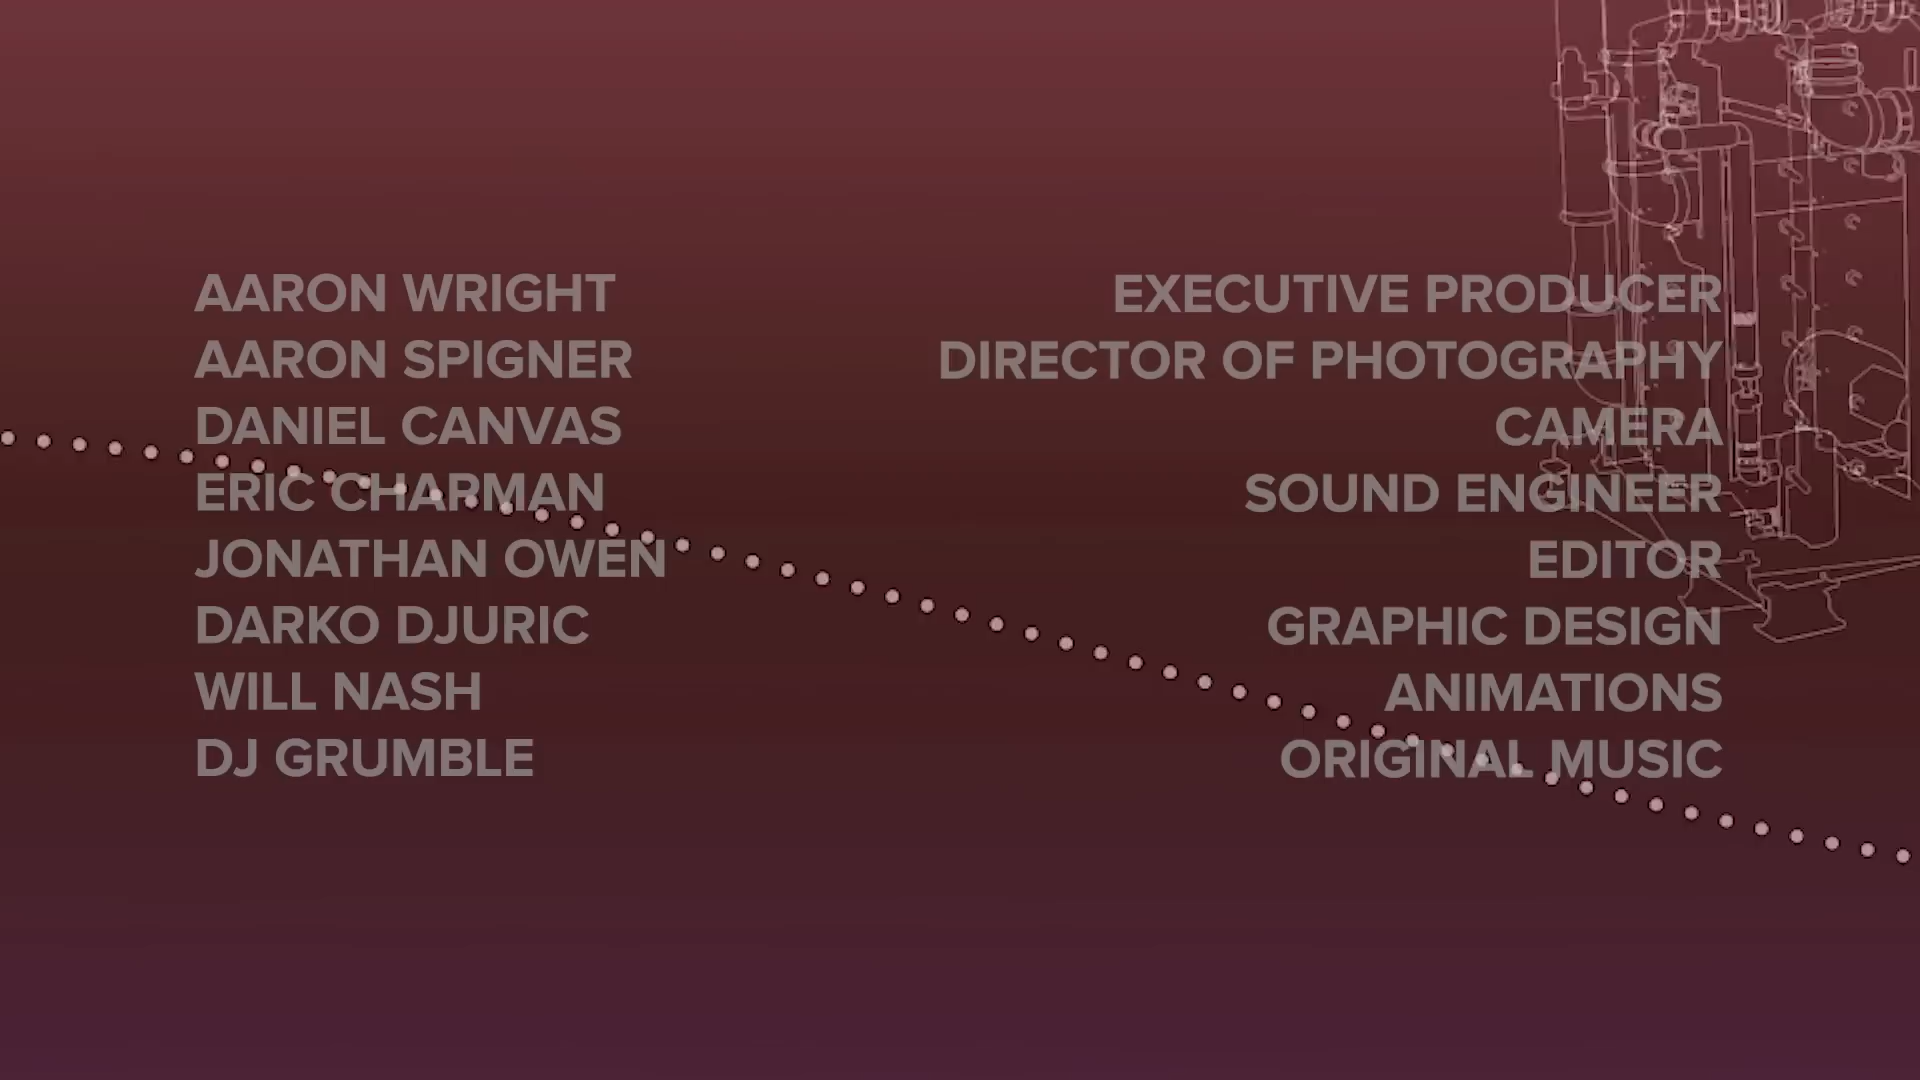 AARON WRIGHT EXECUTIVE PRODUCER
AARON SPIGNER DIRECTOR OF PHOTOGRAPHY
DANIEL CANVAS CAMERA
ERIC CHARMAN SOUND ENGINEER
JONATHAN OWEN EDITOR
DARKO DJURIC GRAPHIC DESIGN
WILL NASH ANIMATIONS
DJ GRUMBLE ORIGINAL MUSIC